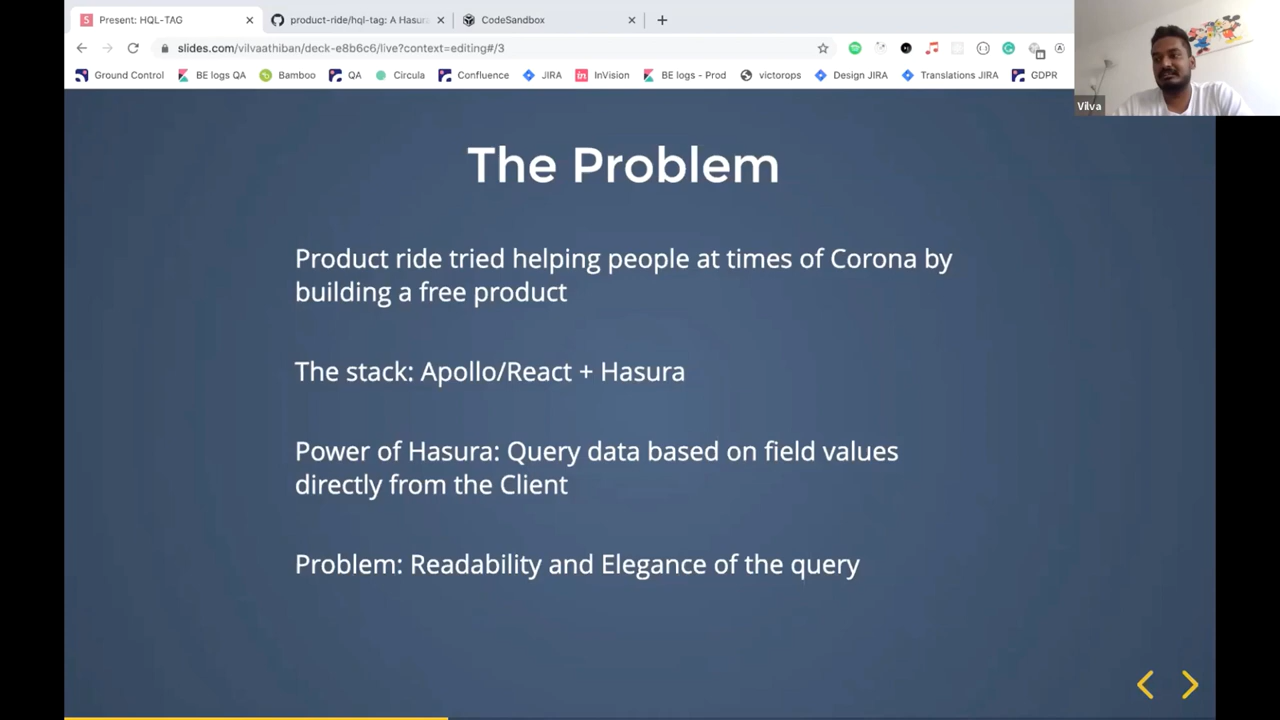 Present: HQL-TAG
product-ride/hql-tag: A Hasura
CodeSandbox
slides.com/vilvaathiban/deck-e8b6c6/live?context=editing#/3
Ground Control
BE logs QA
Bamboo
QA
Circula
Confluence
JIRA
InVision
BE logs - Prod
victorops
Design JIRA
Translations JIRA
GDPR
Vilva
The Problem
Product ride tried helping people at times of Corona by
building a free product
The stack: Apollo/React + Hasura
Power of Hasura: Query data based on field values
directly from the Client
Problem: Readability and Elegance of the query